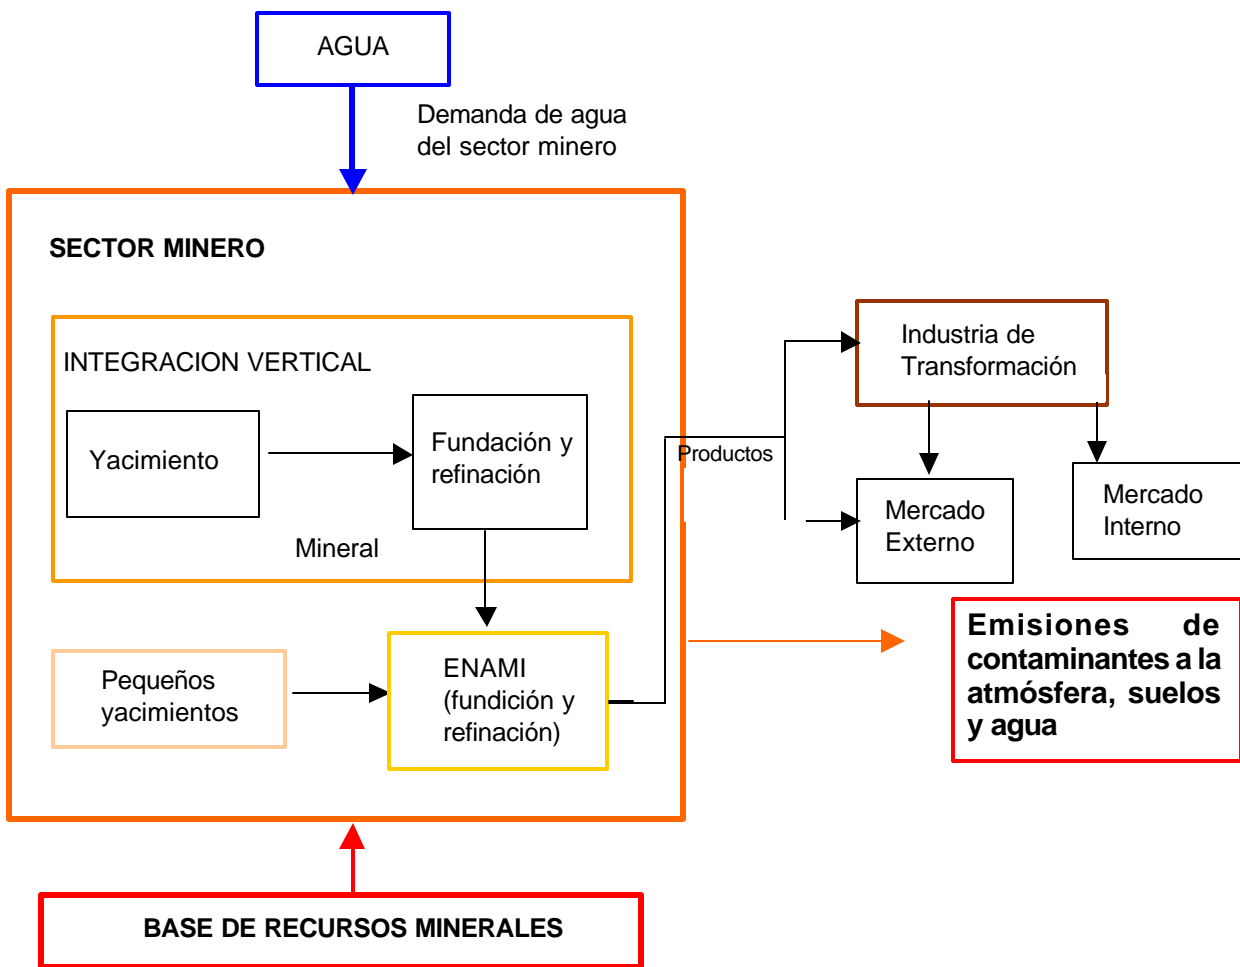 AGUA
Demanda de agua
del sector minero
SECTOR MINERO
INTEGRACION VERTICAL
Yacimiento
Fundación y
refinación
Mineral
Pequeños
yacimientos
ENAMI
(fundición y
refinación)
Productos
Industria de
Transformación
Mercado
Externo
Mercado
Interno
Emisiones de
contaminantes a la
atmósfera, suelos
y agua
BASE DE RECURSOS MINERALES